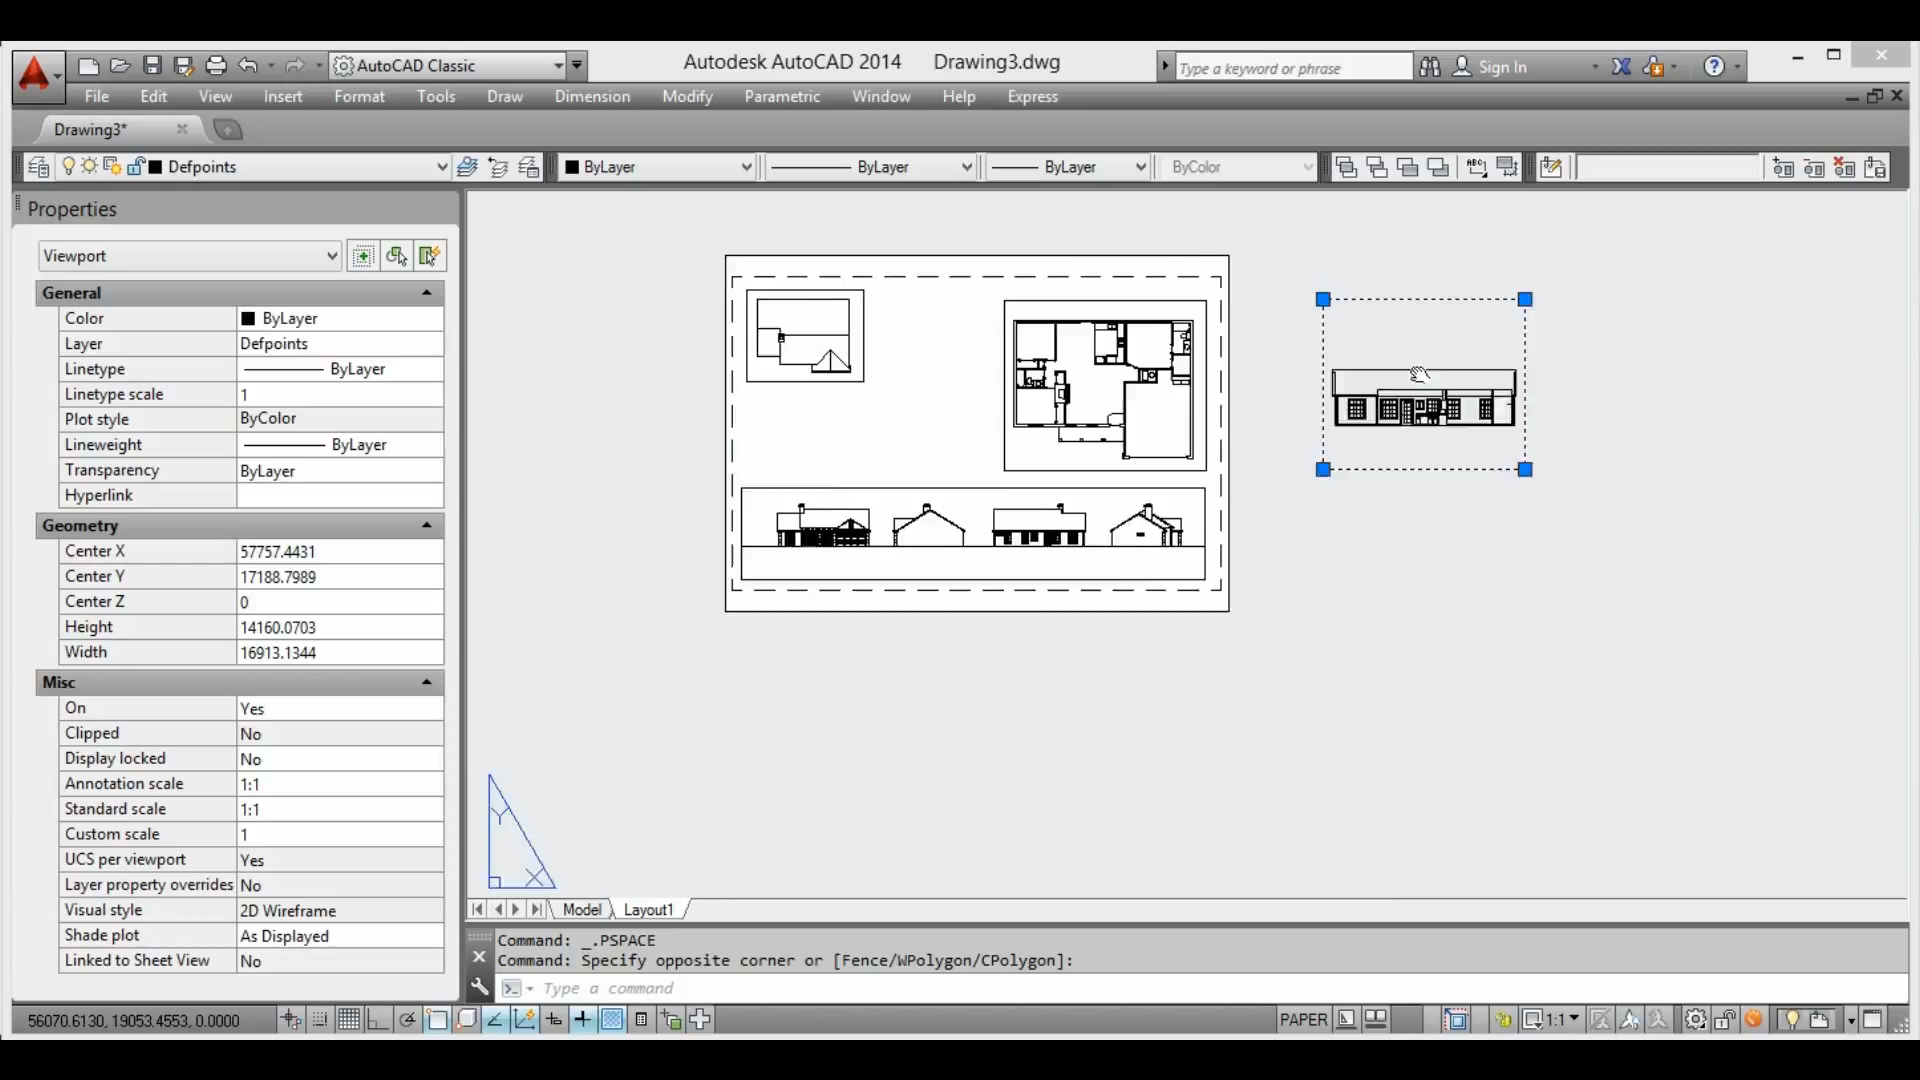 Autodesk AutoCAD 2014 Drawing3.dwg
AutoCAD Classic
Type a keyword or phrase
Sign In
File Edit View Insert Format Tools Draw Dimension Modify Parametric Window Help Express
Drawing3*
Defpoints
ByLayer
ByLayer
ByLayer
ByColor
ABC
Properties
Viewport
General
Color ByLayer
Layer Defpoints
Linetype ByLayer
Linetype scale 1
Plot style ByColor
Lineweight ByLayer
Transparency ByLayer
Hyperlink
Geometry
Center X 57757.4431
Center Y 17188.7989
Center Z 0
Height 14160.0703
Width 16913.1344
Misc
On Yes
Clipped No
Display locked No
Annotation scale 1:1
Standard scale 1:1
Custom scale 1
UCS per viewport Yes
Layer property overrides No
Visual style 2D Wireframe
Shade plot As Displayed
Linked to Sheet View No
Y
X
Model Layout1
Command: _.PSPACE
Command: Specify opposite corner or [Fence/WPolygon/CPolygon]:
Type a command
56070.6130, 19053.4553, 0.0000
PAPER
1:1